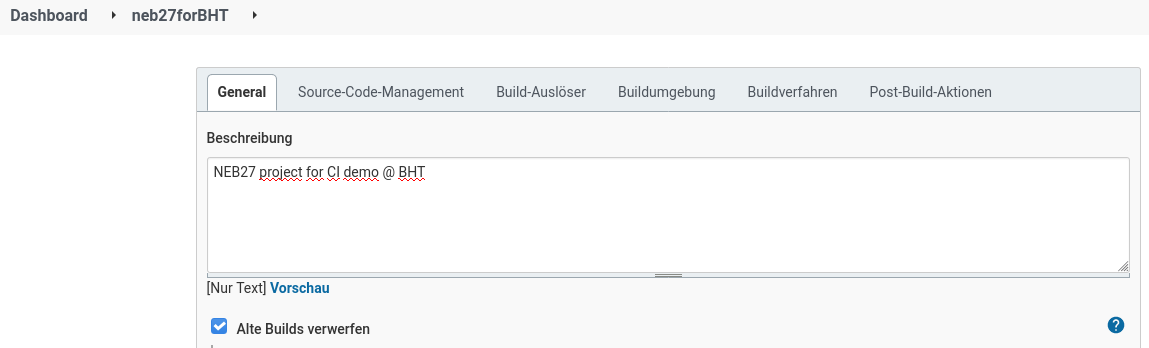 Dashboard neb27forBHT
General Source-Code-Management Build-Auslöser Buildumgebung Buildverfahren Post-Build-Aktionen
Beschreibung
NEB27 project for CI demo @ BHT
[Nur Text] Vorschau
Alte Builds verwerfen ?